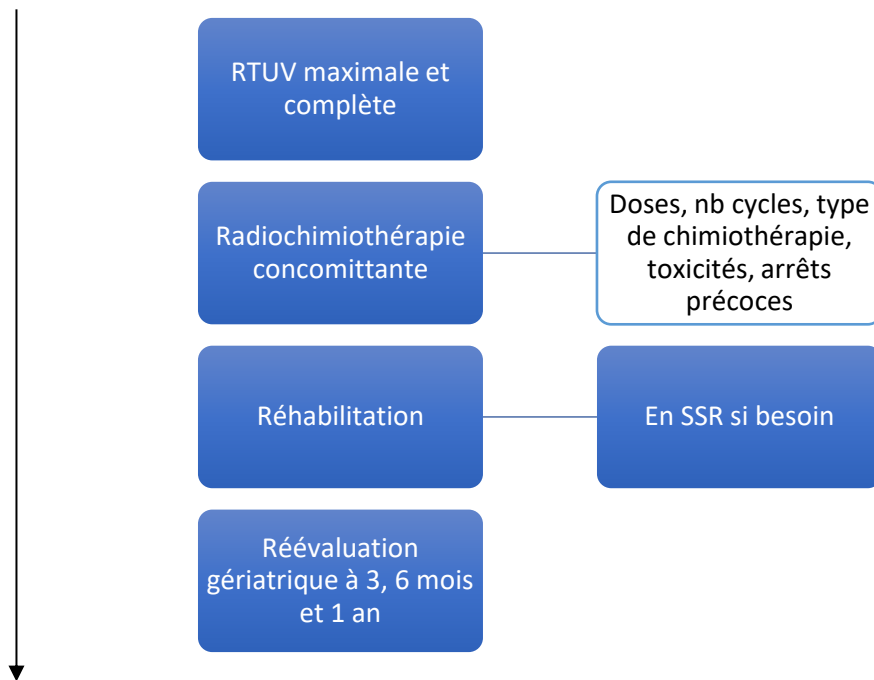 RTUV maximale et
complète
Radiochimiothérapie
concomittante
Doses, nb cycles, type
de chimiothérapie,
toxicités, arrêts
précoces
Réhabilitation
En SSR si besoin
Réévaluation
gériatrique à 3, 6 mois
et 1 an